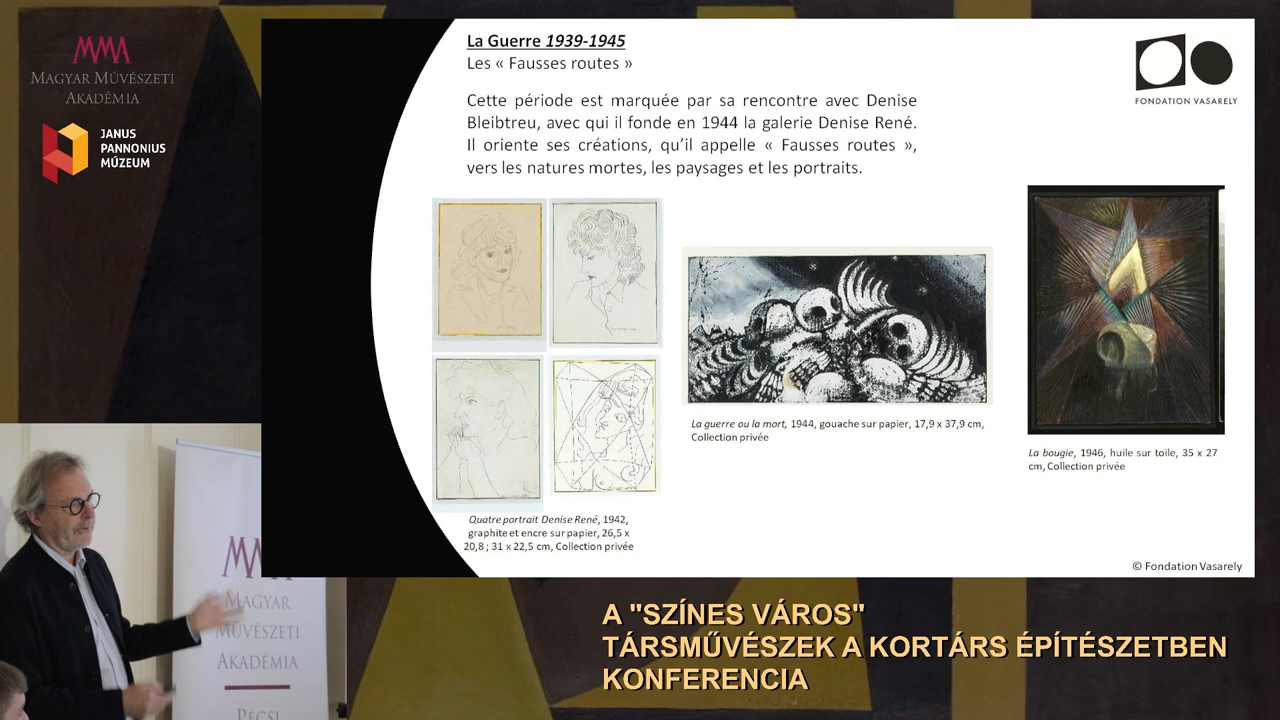 MMA
MAGYAR MŰVÉSZETI
AKADÉMIA
JANUS
PANNONIUS
MÚZEUM
La Guerre 1939-1945
Les « Fausses routes »
Cette période est marquée par sa rencontre avec Denise
Bleibtreu, avec qui il fonde en 1944 la galerie Denise René.
Il oriente ses créations, qu’il appelle « Fausses routes »,
vers les natures mortes, les paysages et les portraits.
FONDATION VASARELY
La guerre ou la mort, 1944, gouache sur papier, 17,9 x 37,9 cm,
Collection privée
La bougie, 1946, huile sur toile, 35 x 27
cm, Collection privée
Quatre portrait Denise René, 1942,
graphite et encre sur papier, 26,5 x
20,8 ; 31 x 22,5 cm, Collection privée
© Fondation Vasarely
MAGYAR
MŰVÉSZETI
AKADÉMIA
PÉCSI
A "SZÍNES VÁROS"
TÁRSMŰVÉSZEK A KORTÁRS ÉPÍTÉSZETBEN
KONFERENCIA